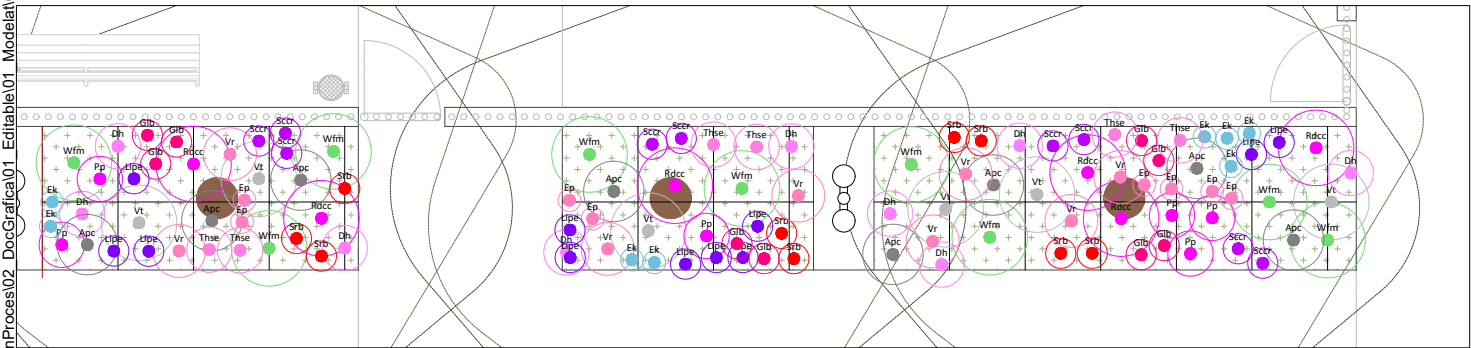 nProces\02_DocGrafica\01_Editable\01_Modelat\
Wfm
Dh
Glb
Glb
Rdcc
Vr
Sccr
Sccr
Wfm
Pp
Lipe
Glb
Vt
Apc
Srb
Ek
Dh
Vt
Apc
Ep
Ep
Rdcc
Ek
Pp
Apc
Lipe
Lipe
Vr
Thse
Thse
Wfm
Srb
Srb
Dh
Wfm
Sccr
Sccr
Thse
Thse
Dh
Ep
Apc
Rdcc
Wfm
Vr
Ep
Lipe
Dh
Vr
Vt
Ek
Ek
Lipe
Pp
Lipe
Glb
Lipe
Glb
Srb
Srb
Wfm
Srb
Srb
Dh
Sccr
Sccr
Thse
Glb
Thse
Ek
Ek
Ek
Lipe
Rdcc
Vr
Apc
Vt
Rdcc
Vr
Glb
Ep
Ep
Apc
Ek
Lipe
Ep
Ep
Dh
Dh
Vt
Vr
Rdcc
Pp
Pp
Wfm
Vt
Apc
Vr
Dh
Wfm
Srb
Srb
Glb
Glb
Pp
Sccr
Sccr
Apc
Wfm